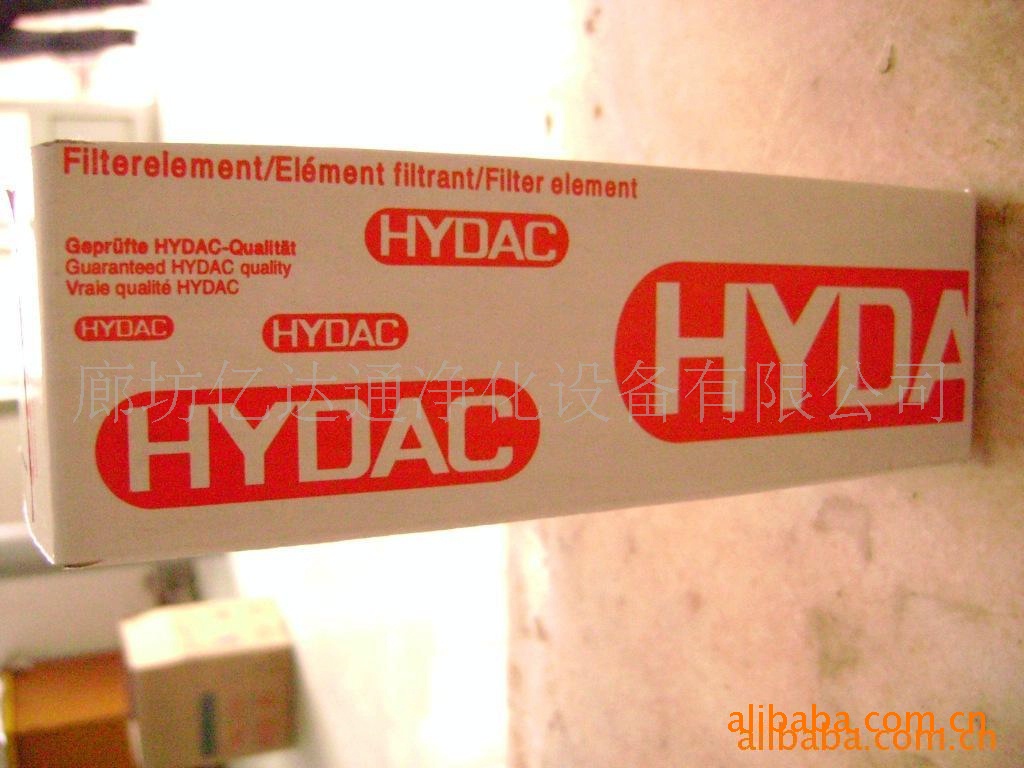 Filterelement/Elément filtrant/Filter element
HYDAC
Geprüfte HYDAC-Qualität
Guaranteed HYDAC quality
Vraie qualité HYDAC
HYDAC
HYDAC
HYDA
HYDAC
廊坊亿达通净化设备有限公司
alibaba.com.cn
alibaba.com.cn